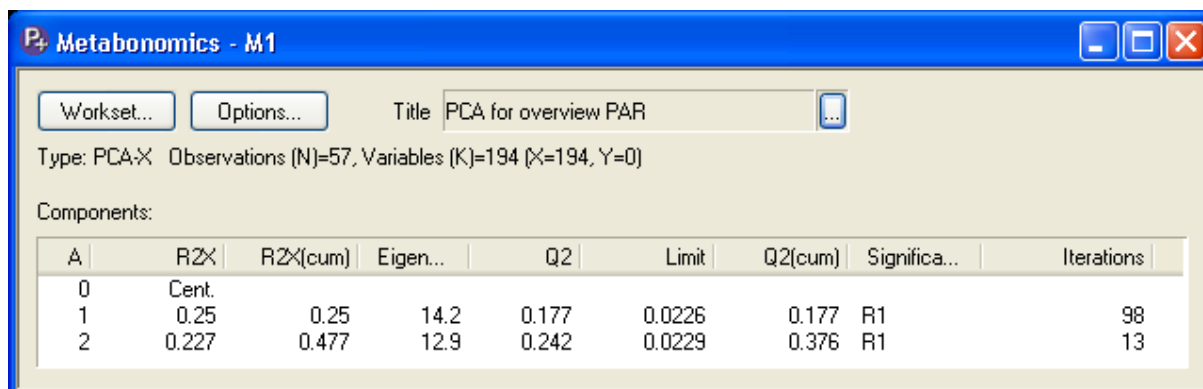 P+ Metabonomics - M1
Workset... Options... Title PCA for overview PAR ...
Type: PCA-X Observations (N)=57, Variables (K)=194 (X=194, Y=0)
Components:
A R2X R2X(cum) Eigen... Q2 Limit Q2(cum) Significa... Iterations
0 Cent.
1 0.25 0.25 14.2 0.177 0.0226 0.177 R1 98
2 0.227 0.477 12.9 0.242 0.0229 0.376 R1 13